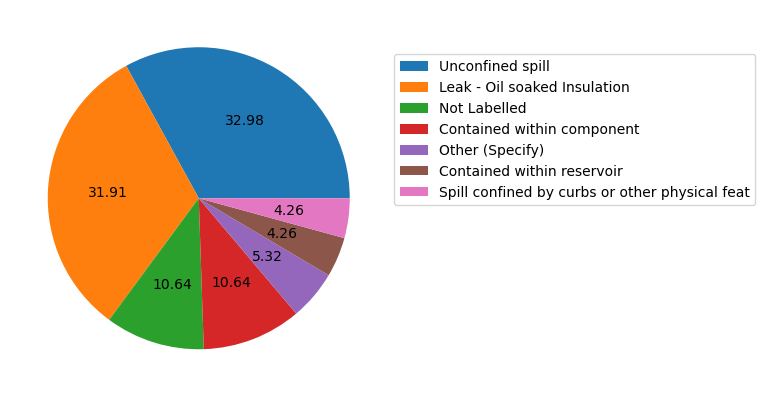 32.98
31.91
10.64
10.64
5.32
4.26
4.26
Unconfined spill
Leak - Oil soaked Insulation
Not Labelled
Contained within component
Other (Specify)
Contained within reservoir
Spill confined by curbs or other physical feat